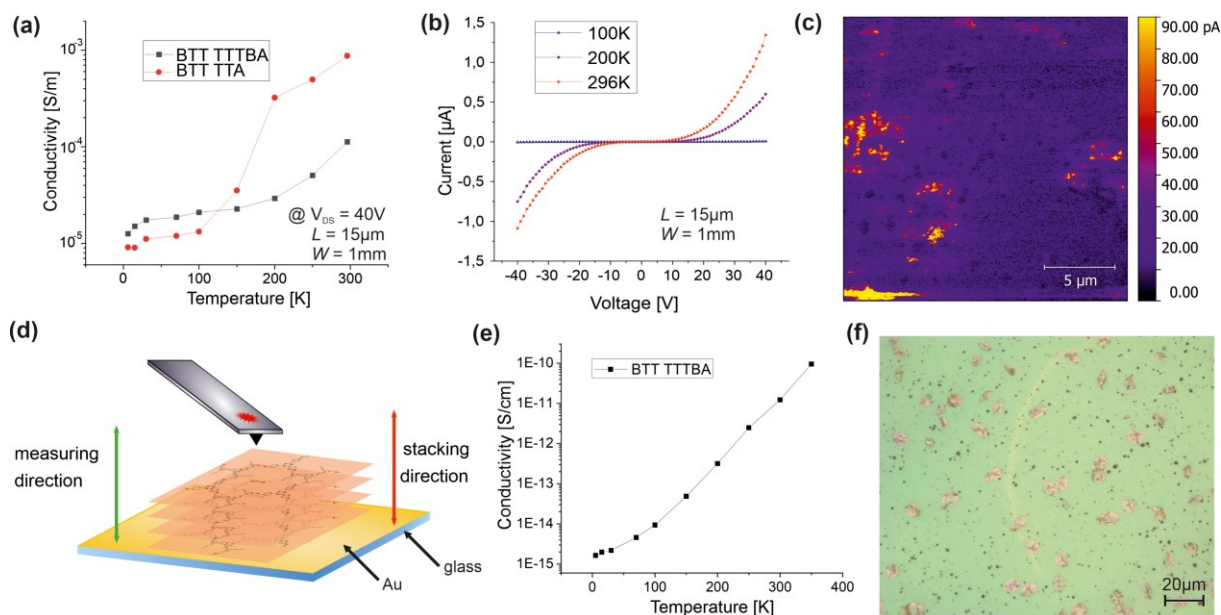 (a)
Conductivity [S/m]
10-3
10-4
10-5
BTT TTTBA
BTT TTA
@ VDS = 40V
L = 15µm
W = 1mm
0 50 100 150 200 250 300
Temperature [K]
(b)
Current [µA]
1,5
1,0
0,5
0,0
-0,5
-1,0
1,5
100K
200K
296K
L = 15µm
W = 1mm
-40 -30 -20 -10 0 10 20 30 40
Voltage [V]
(c)
5 µm
90.00 pA
80.00
70.00
60.00
50.00
40.00
30.00
20.00
0.00
(d)
measuring
direction
stacking
direction
Au
glass
(e)
Conductivity [S/cm]
1E-10
1E-11
1E-12
1E-13
1E-14
1E-15
BTT TTTBA
0 100 200 300 400
Temperature [K]
(f)
20µm